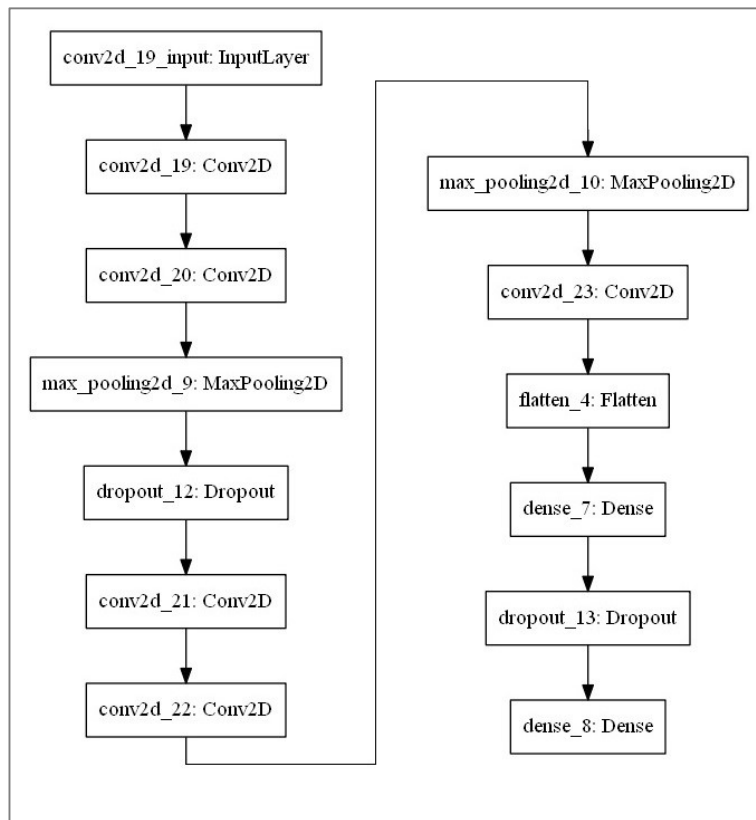 conv2d_19_input: InputLayer
conv2d_19: Conv2D
conv2d_20: Conv2D
max_pooling2d_9: MaxPooling2D
dropout_12: Dropout
conv2d_21: Conv2D
conv2d_22: Conv2D
max_pooling2d_10: MaxPooling2D
conv2d_23: Conv2D
flatten_4: Flatten
dense_7: Dense
dropout_13: Dropout
dense_8: Dense